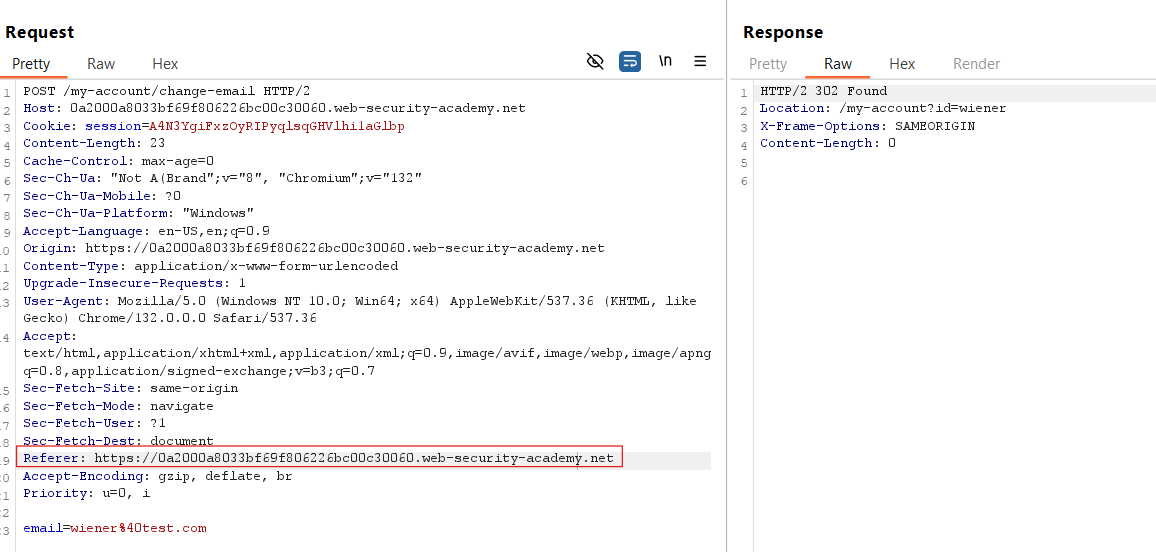 Request
Pretty Raw Hex
\n
1 POST /my-account/change-email HTTP/2
2 Host: 0a2000a8033bf69f806226bc00c30060.web-security-academy.net
3 Cookie: session=A4N3YgiFxzOyRIPyqlsqGHVlhi1aGlbp
4 Content-Length: 23
5 Cache-Control: max-age=0
6 Sec-Ch-Ua: "Not A(Brand";v="8", "Chromium";v="132"
7 Sec-Ch-Ua-Mobile: ?0
8 Sec-Ch-Ua-Platform: "Windows"
9 Accept-Language: en-US,en;q=0.9
10 Origin: https://0a2000a8033bf69f806226bc00c30060.web-security-academy.net
11 Content-Type: application/x-www-form-urlencoded
12 Upgrade-Insecure-Requests: 1
13 User-Agent: Mozilla/5.0 (Windows NT 10.0; Win64; x64) AppleWebKit/537.36 (KHTML, like
Gecko) Chrome/132.0.0.0 Safari/537.36
14 Accept:
text/html,application/xhtml+xml,application/xml;q=0.9,image/avif,image/webp,image/apng
q=0.8,application/signed-exchange;v=b3;q=0.7
15 Sec-Fetch-Site: same-origin
16 Sec-Fetch-Mode: navigate
17 Sec-Fetch-User: ?1
18 Sec-Fetch-Dest: document
19 Referer: https://0a2000a8033bf69f806226bc00c30060.web-security-academy.net
20 Accept-Encoding: gzip, deflate, br
21 Priority: u=0, i
22
23 email=wiener%40test.com
Response
Pretty Raw Hex Render
1 HTTP/2 302 Found
2 Location: /my-account?id=wiener
3 X-Frame-Options: SAMEORIGIN
4 Content-Length: 0
5
6